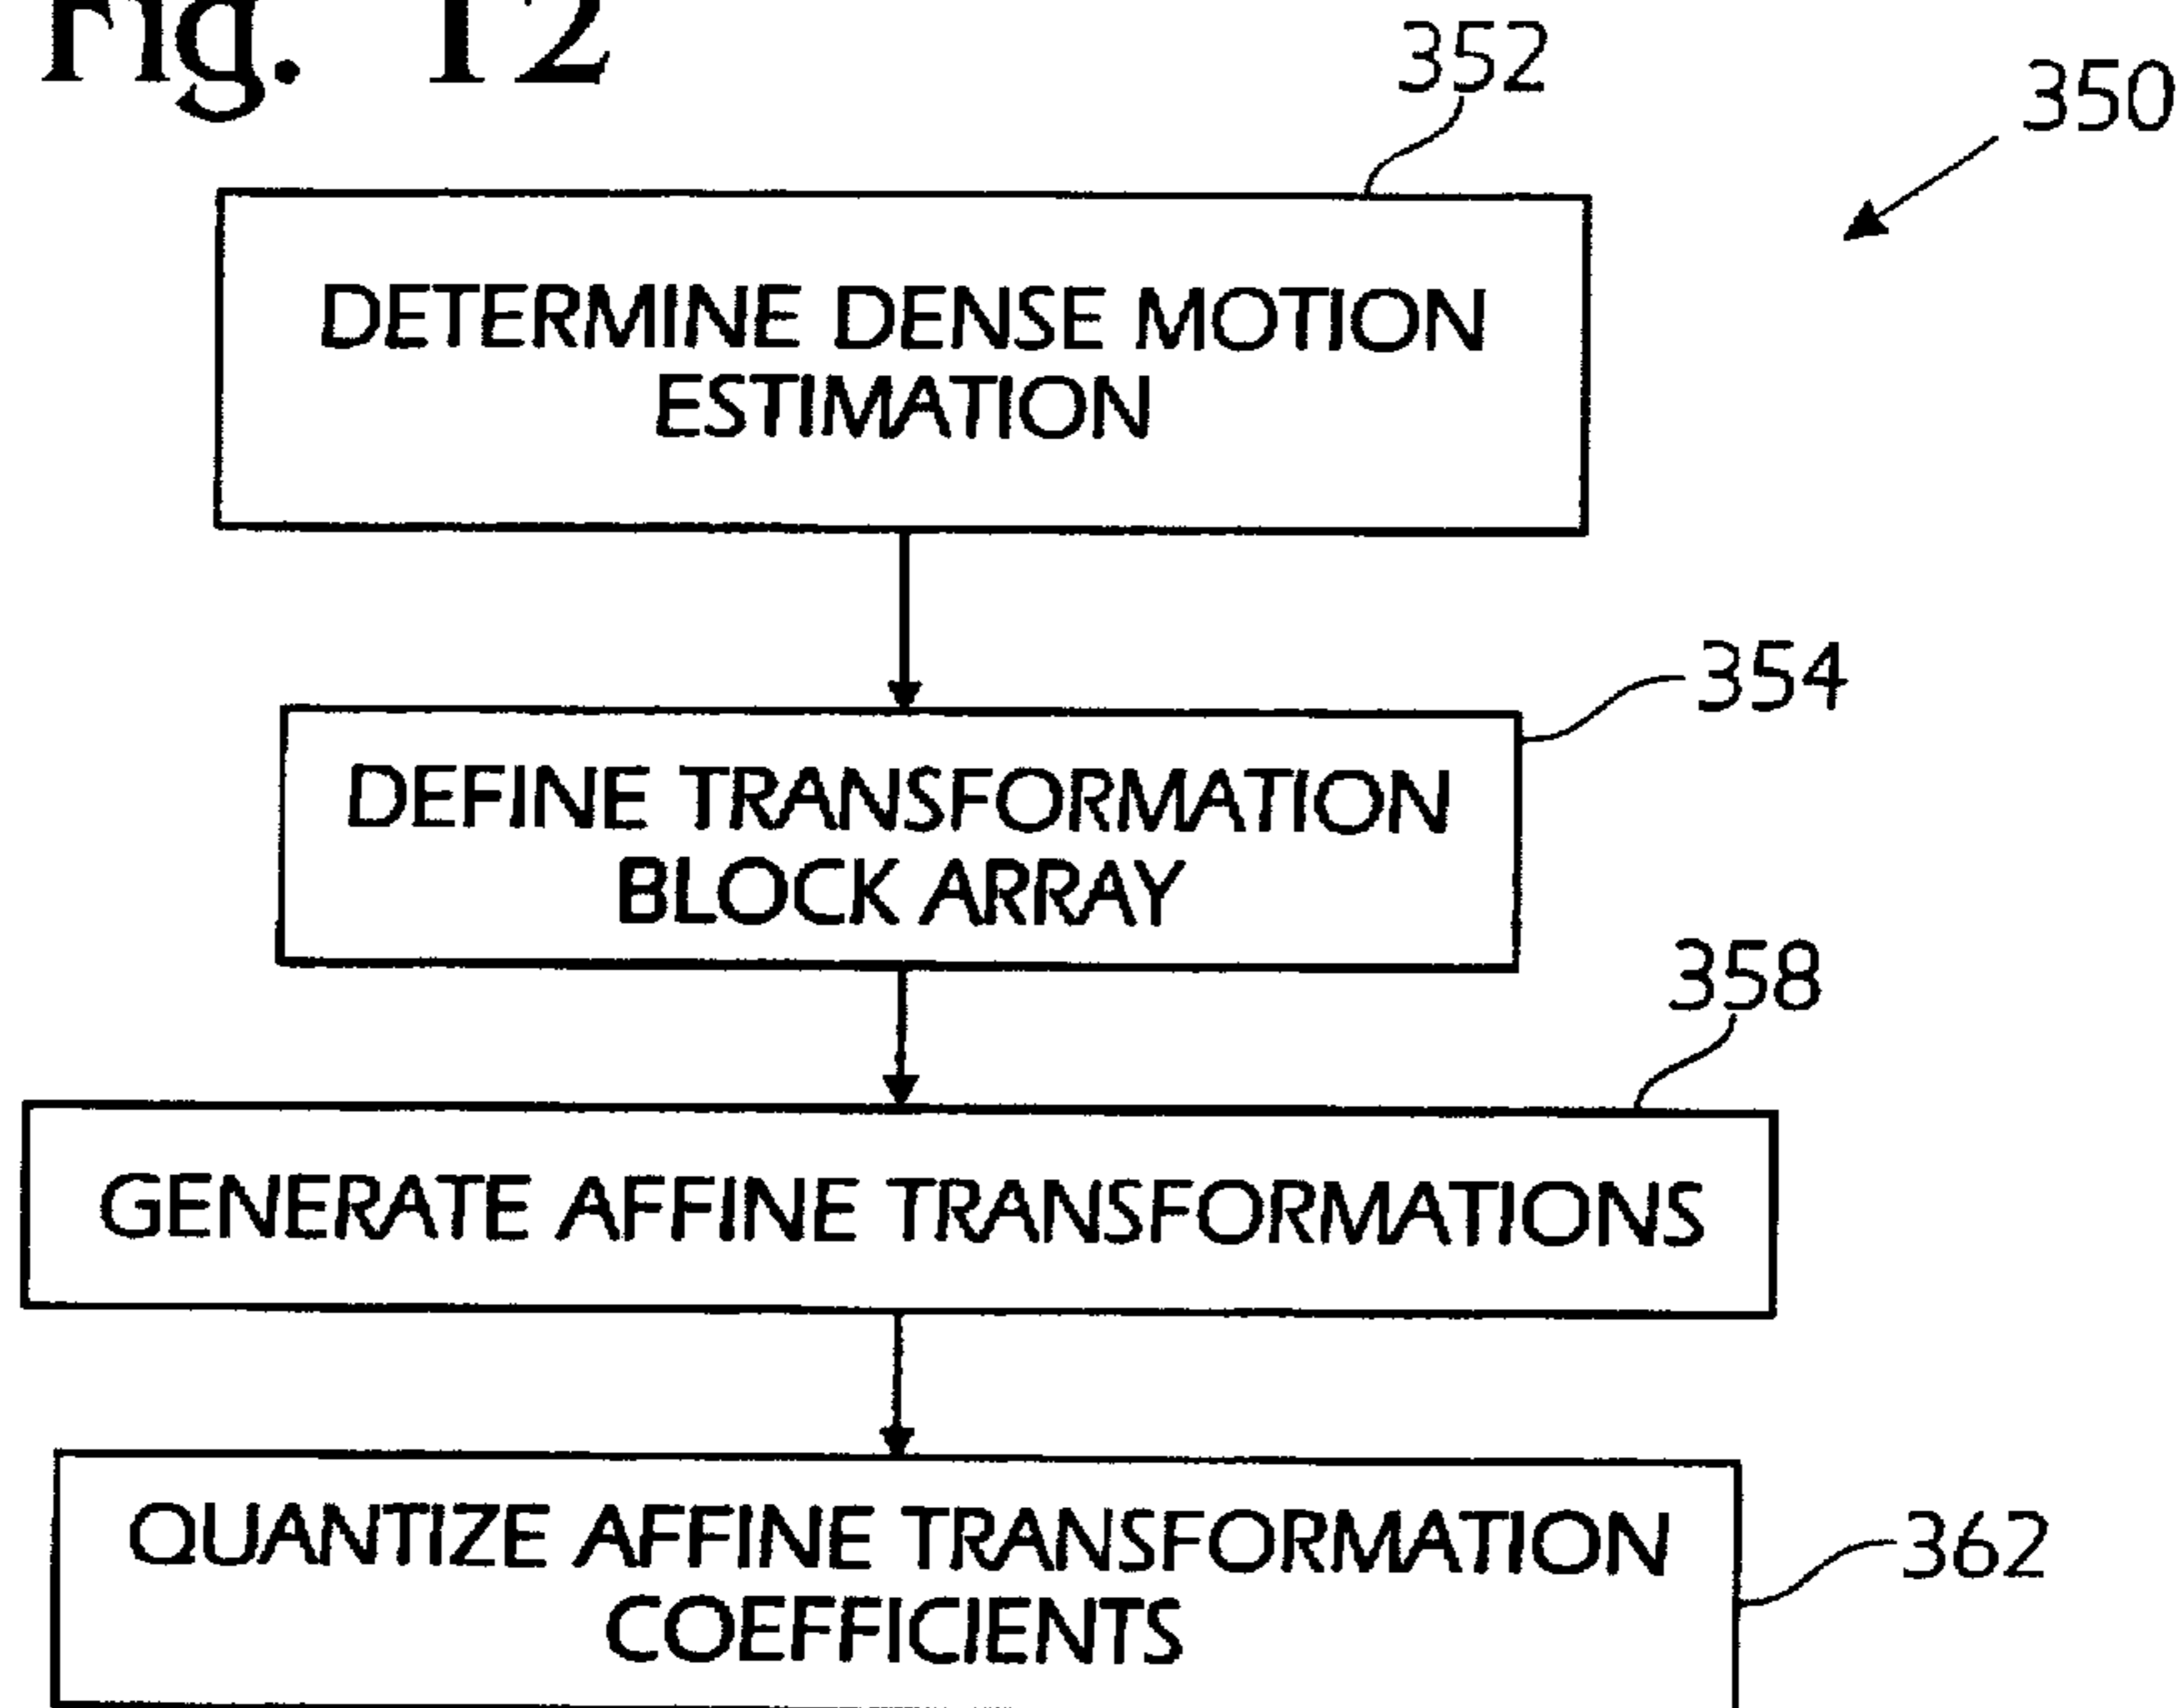 Fig. 12
352
350
DETERMINE DENSE MOTION
ESTIMATION
354
DEFINE TRANSFORMATION
BLOCK ARRAY
358
GENERATE AFFINE TRANSFORMATIONS
QUANTIZE AFFINE TRANSFORMATION
COEFFICIENTS
362